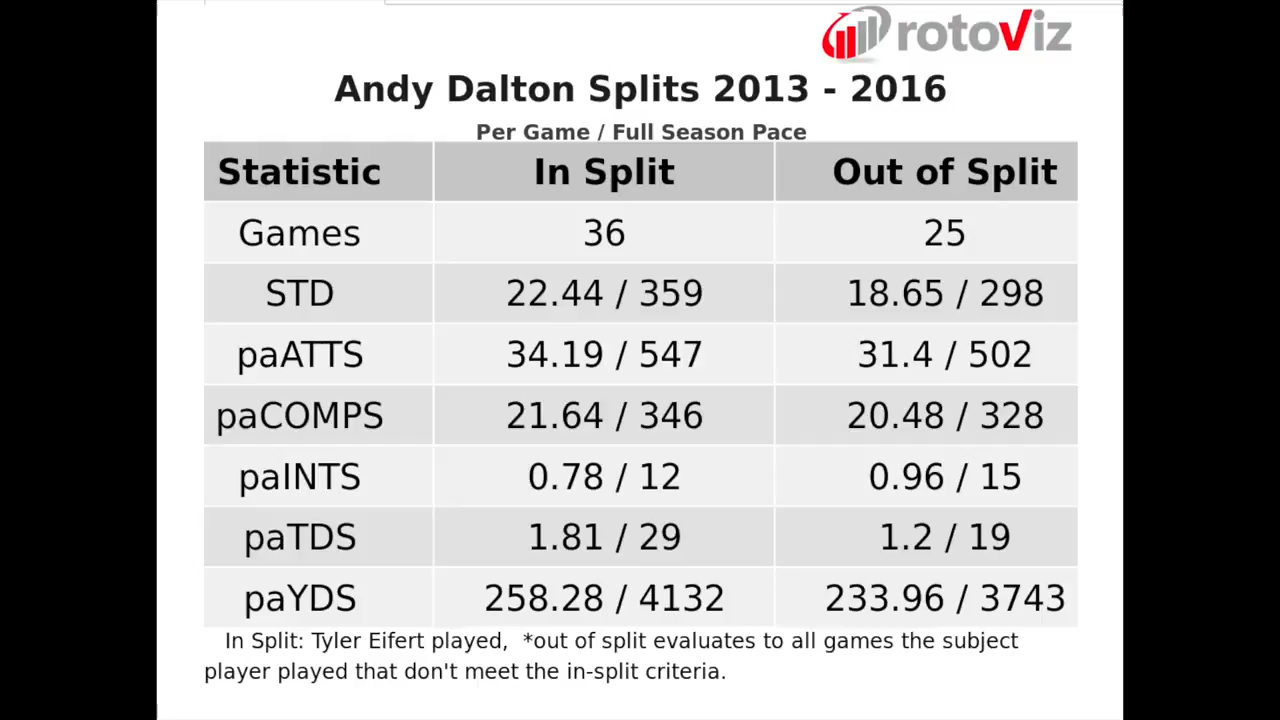 rotoViz
Andy Dalton Splits 2013 - 2016
Per Game / Full Season Pace
Statistic In Split Out of Split
Games 36 25
STD 22.44 / 359 18.65 / 298
paATTS 34.19 / 547 31.4 / 502
paCOMPS 21.64 / 346 20.48 / 328
paINTS 0.78 / 12 0.96 / 15
paTDS 1.81 / 29 1.2 / 19
paYDS 258.28 / 4132 233.96 / 3743
In Split: Tyler Eifert played, *out of split evaluates to all games the subject
player played that don't meet the in-split criteria.